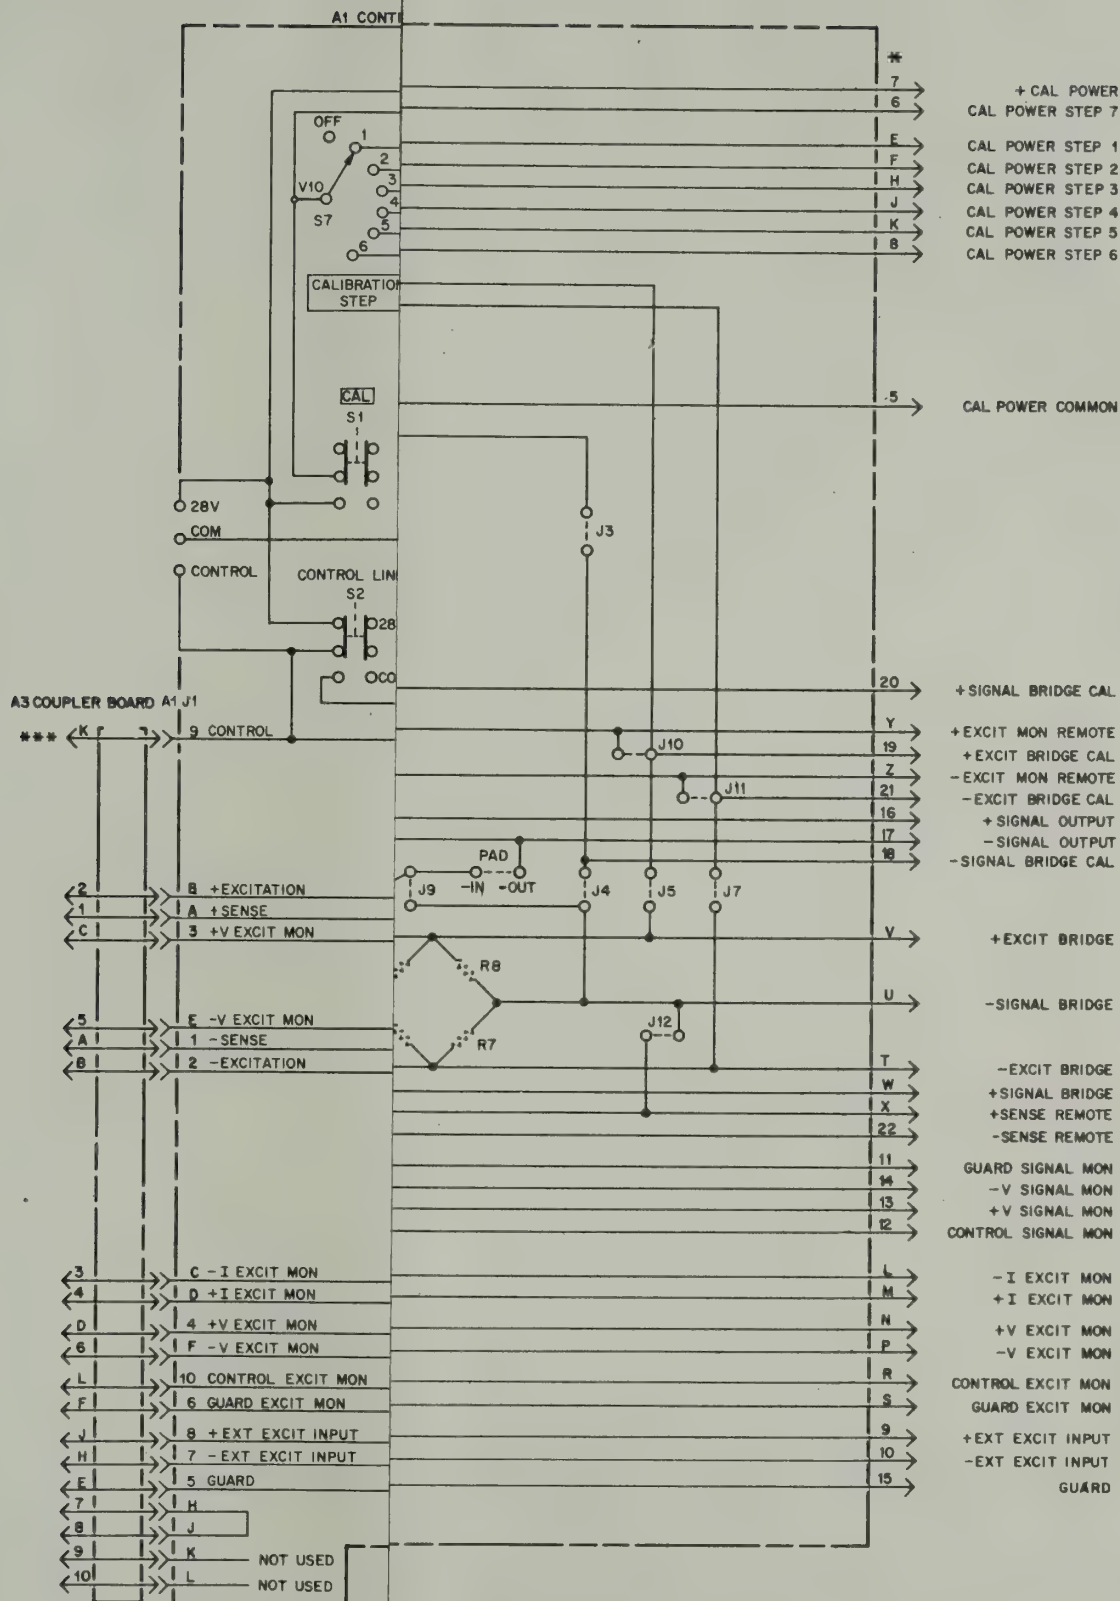 A1 CONT
*
7 + CAL POWER
6 CAL POWER STEP 7
OFF
1
E CAL POWER STEP 1
2
F CAL POWER STEP 2
V10
3
H CAL POWER STEP 3
S7
4
J CAL POWER STEP 4
5
K CAL POWER STEP 5
6
8 CAL POWER STEP 6
CALIBRATION
STEP
CAL
S1
5 CAL POWER COMMON
28V
COM
J3
CONTROL
CONTROL LIN
S2
28
CO
20 +SIGNAL BRIDGE CAL
A3 COUPLER BOARD A1 J1
*** K 9 CONTROL
Y +EXCIT MON REMOTE
J10
19 +EXCIT BRIDGE CAL
Z -EXCIT MON REMOTE
J11
21 -EXCIT BRIDGE CAL
16 +SIGNAL OUTPUT
17 -SIGNAL OUTPUT
18 -SIGNAL BRIDGE CAL
PAD
J9 -IN -OUT J4 J5 J7
2 B +EXCITATION
1 A +SENSE
C 3 +V EXCIT MON
V +EXCIT BRIDGE
R8
U -SIGNAL BRIDGE
5 E -V EXCIT MON
J12
A 1 -SENSE
R7
B 2 -EXCITATION
T -EXCIT BRIDGE
W +SIGNAL BRIDGE
X +SENSE REMOTE
22 -SENSE REMOTE
11 GUARD SIGNAL MON
14 -V SIGNAL MON
13 +V SIGNAL MON
12 CONTROL SIGNAL MON
3 C -I EXCIT MON L -I EXCIT MON
4 D +I EXCIT MON M +I EXCIT MON
D 4 +V EXCIT MON N +V EXCIT MON
6 F -V EXCIT MON P -V EXCIT MON
L 10 CONTROL EXCIT MON R CONTROL EXCIT MON
F 6 GUARD EXCIT MON S GUARD EXCIT MON
J 8 +EXT EXCIT INPUT 9 +EXT EXCIT INPUT
H 7 -EXT EXCIT INPUT 10 -EXT EXCIT INPUT
E 5 GUARD 15 GUARD
7 H
8 J
9 K NOT USED
10 L NOT USED